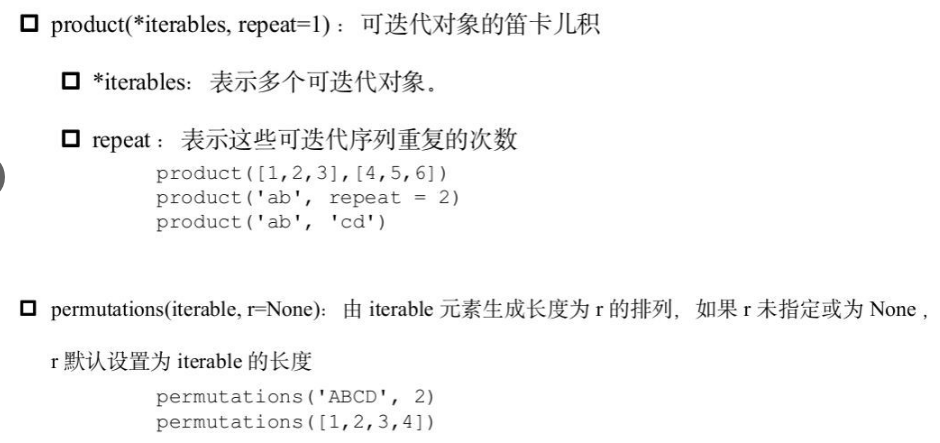 product(*iterables, repeat=1)：可迭代对象的笛卡儿积
*iterables：表示多个可迭代对象。
repeat：表示这些可迭代序列重复的次数
product([1,2,3],[4,5,6])
product('ab', repeat = 2)
product('ab', 'cd')
permutations(iterable, r=None)：由 iterable 元素生成长度为 r 的排列，如果 r 未指定或为 None，
r 默认设置为 iterable 的长度
permutations('ABCD', 2)
permutations([1,2,3,4])